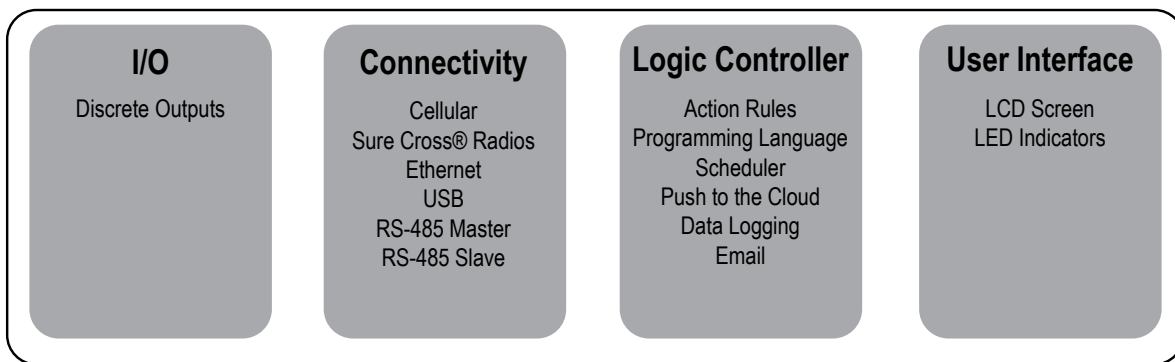 I/O
Discrete Outputs
Connectivity
Cellular
Sure Cross® Radios
Ethernet
USB
RS-485 Master
RS-485 Slave
Logic Controller
Action Rules
Programming Language
Scheduler
Push to the Cloud
Data Logging
Email
User Interface
LCD Screen
LED Indicators